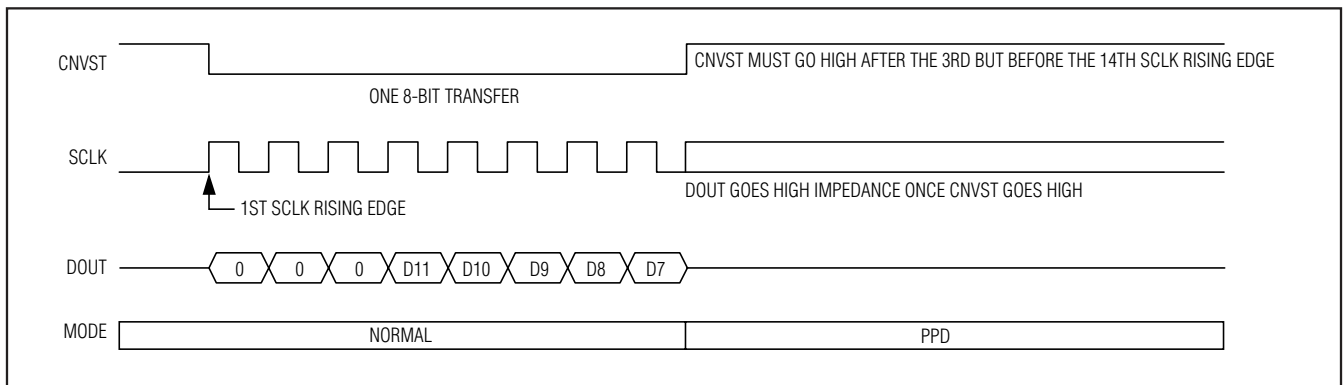 CNVST
CNVST MUST GO HIGH AFTER THE 3RD BUT BEFORE THE 14TH SCLK RISING EDGE
ONE 8-BIT TRANSFER
SCLK
DOUT GOES HIGH IMPEDANCE ONCE CNVST GOES HIGH
1ST SCLK RISING EDGE
DOUT
0 0 0 D11 D10 D9 D8 D7
MODE
NORMAL
PPD